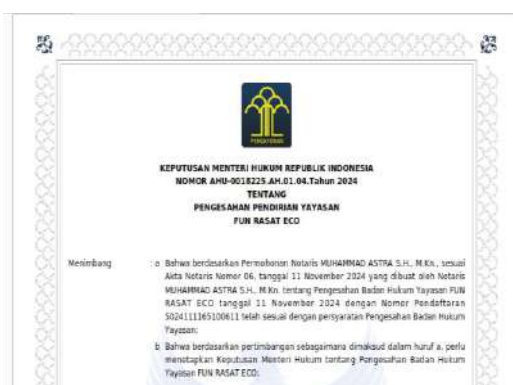 PENGAYOMAN
KEPUTUSAN MENTERI HUKUM REPUBLIK INDONESIA
NOMOR AHU-0018225.AH.01.04.Tahun 2024
TENTANG
PENGESAHAN PENDIRIAN YAYASAN
FUN RASAT ECO
Menimbang : a Bahwa berdasarkan Permohonan Notaris MUHAMMAD ASTRA S.H., M.Kn., sesuai
Akta Notaris Nomor 06, tanggal 11 November 2024 yang dibuat oleh Notaris
MUHAMMAD ASTRA S.H., M.Kn. tentang Pengesahan Badan Hukum Yayasan FUN
RASAT ECO tanggal 11 November 2024 dengan Nomor Pendaftaran
5024111165100611 telah sesuai dengan persyaratan Pengesahan Badan Hukum
Yayasan;
b Bahwa berdasarkan pertimbangan sebagaimana dimaksud dalam huruf a, perlu
menetapkan Keputusan Menteri Hukum tentang Pengesahan Badan Hukum
Yayasan FUN RASAT ECO;